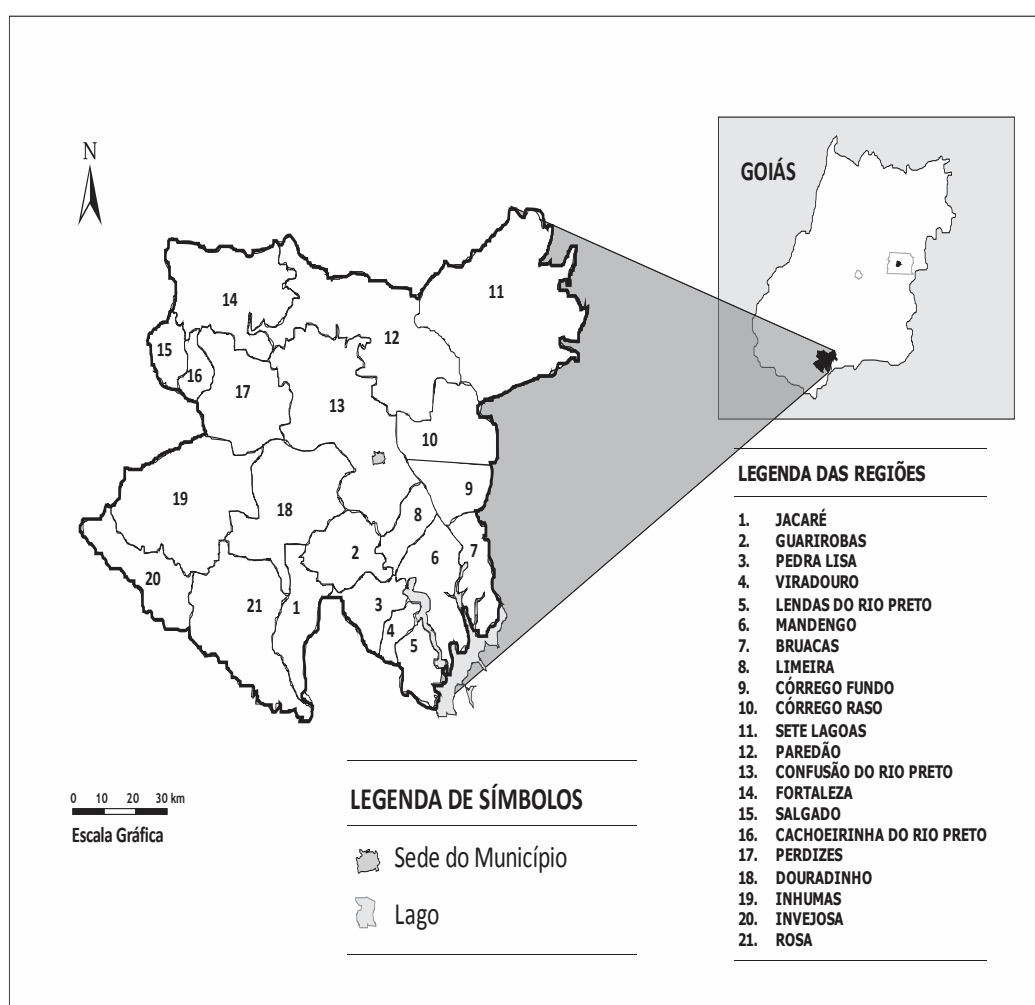 N
GOIÁS
14
11
12
15
16
17
13
10
19
18
9
8
2
6
7
20
21
1
3
4
5
0 10 20 30 km
Escala Gráfica
LEGENDA DE SÍMBOLOS
Sede do Município
Lago
LEGENDA DAS REGIÕES
1. JACARÉ
2. GUARIROBAS
3. PEDRA LISA
4. VIRADOURO
5. LENDAS DO RIO PRETO
6. MANDENGO
7. BRUACAS
8. LIMEIRA
9. CÓRREGO FUNDO
10. CÓRREGO RASO
11. SETE LAGOAS
12. PAREDÃO
13. CONFUSÃO DO RIO PRETO
14. FORTALEZA
15. SALGADO
16. CACHOEIRINHA DO RIO PRETO
17. PERDIZES
18. DOURADINHO
19. INHUMAS
20. INVEJOSA
21. ROSA